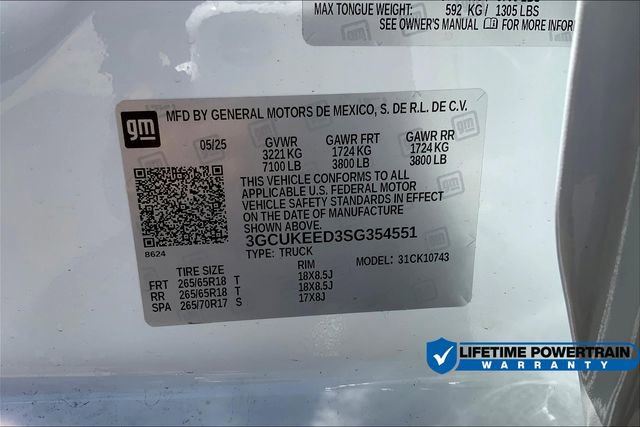 MAX TONGUE WEIGHT: 592 KG / 1305 LBS
SEE OWNER'S MANUAL FOR MORE
MFD BY GENERAL MOTORS DE MEXICO, S. DE R.L. DE C.V.
gm
05/25 GVWR GAWR FRT GAWR RR
3221 KG 1724 KG 1724 KG
7100 LB 3800 LB 3800 LB
THIS VEHICLE CONFORMS TO ALL
APPLICABLE U.S. FEDERAL MOTOR
VEHICLE SAFETY STANDARDS IN EFFECT
ON THE DATE OF MANUFACTURE
SHOWN ABOVE.
3GCUKEED3SG354551
8624
TYPE: TRUCK MODEL: 31CK10743
TIRE SIZE RIM
FRT 265/65R18 T 18X8.5J
RR 265/65R18 T 18X8.5J
SPA 265/70R17 S 17X8J
LIFETIME POWERTRAIN
WARRANTY